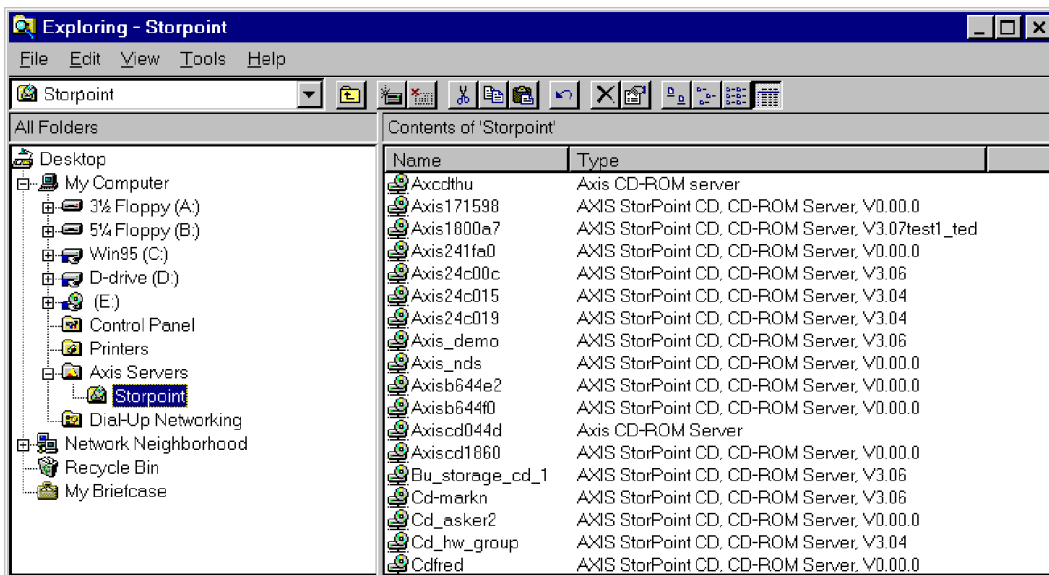 Exploring - Storpoint
File Edit View Tools Help
Storpoint
All Folders
Contents of 'Storpoint'
Desktop
My Computer
3½ Floppy (A:)
5¼ Floppy (B:)
Win95 (C:)
D-drive (D:)
(E:)
Control Panel
Printers
Axis Servers
Storpoint
Dial-Up Networking
Network Neighborhood
Recycle Bin
My Briefcase
Name Type
Axcdthu Axis CD-ROM server
Axis171598 AXIS StorPoint CD, CD-ROM Server, V0.00.0
Axis1800a7 AXIS StorPoint CD, CD-ROM Server, V3.07test1_ted
Axis241fa0 AXIS StorPoint CD, CD-ROM Server, V0.00.0
Axis24c00c AXIS StorPoint CD, CD-ROM Server, V3.06
Axis24c015 AXIS StorPoint CD, CD-ROM Server, V3.04
Axis24c019 AXIS StorPoint CD, CD-ROM Server, V3.04
Axis_demo AXIS StorPoint CD, CD-ROM Server, V3.06
Axis_nds AXIS StorPoint CD, CD-ROM Server, V0.00.0
Axisb644e2 AXIS StorPoint CD, CD-ROM Server, V0.00.0
Axisb644f0 AXIS StorPoint CD, CD-ROM Server, V0.00.0
Axiscd044d Axis CD-ROM Server
Axiscd1860 AXIS StorPoint CD, CD-ROM Server, V0.00.0
Bu_storage_cd_1 AXIS StorPoint CD, CD-ROM Server, V3.06
Cd-markn AXIS StorPoint CD, CD-ROM Server, V3.06
Cd_asker2 AXIS StorPoint CD, CD-ROM Server, V0.00.0
Cd_hw_group AXIS StorPoint CD, CD-ROM Server, V3.04
Cdfred AXIS StorPoint CD, CD-ROM Server, V0.00.0